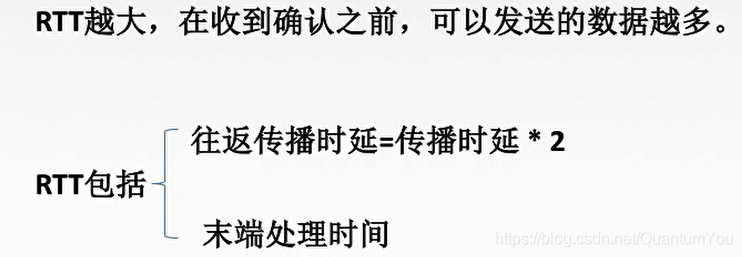 RTT越大，在收到确认之前，可以发送的数据越多。
往返传播时延=传播时延 * 2
RTT包括
末端处理时间
https://blog.csdn.net/QuantumYou